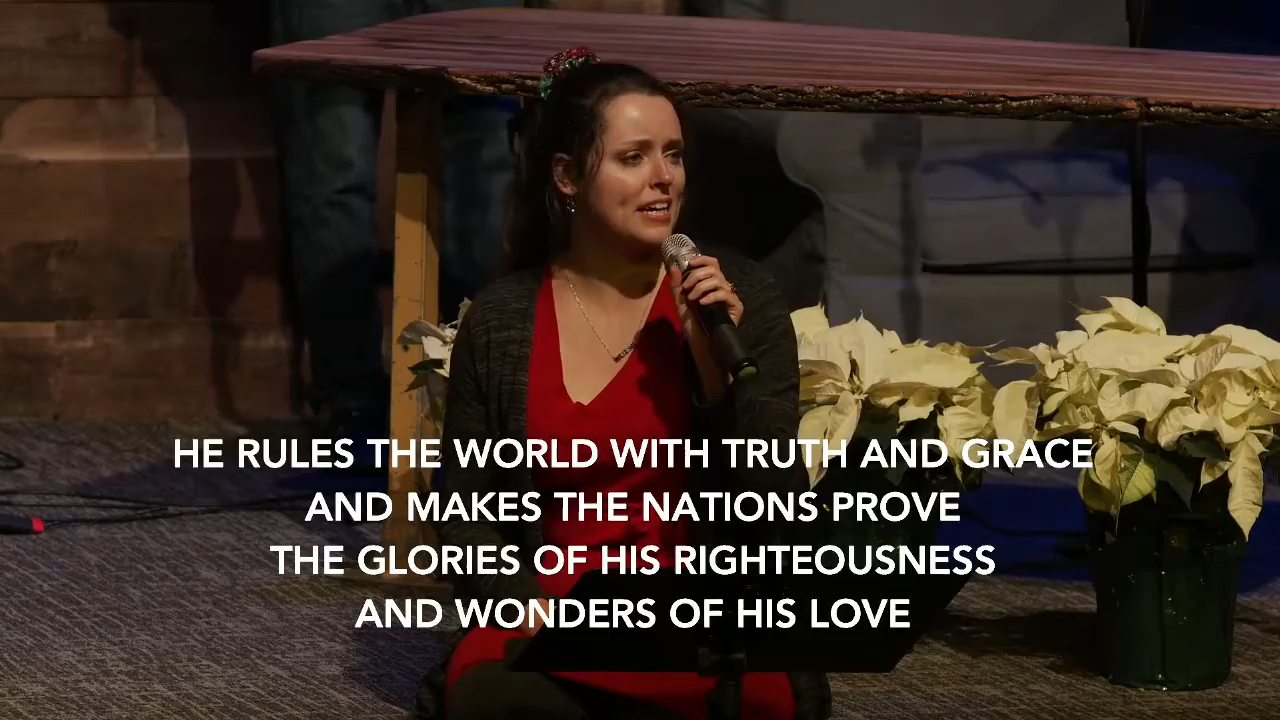 HE RULES THE WORLD WITH TRUTH AND GRACE
AND MAKES THE NATIONS PROVE
THE GLORIES OF HIS RIGHTEOUSNESS
AND WONDERS OF HIS LOVE